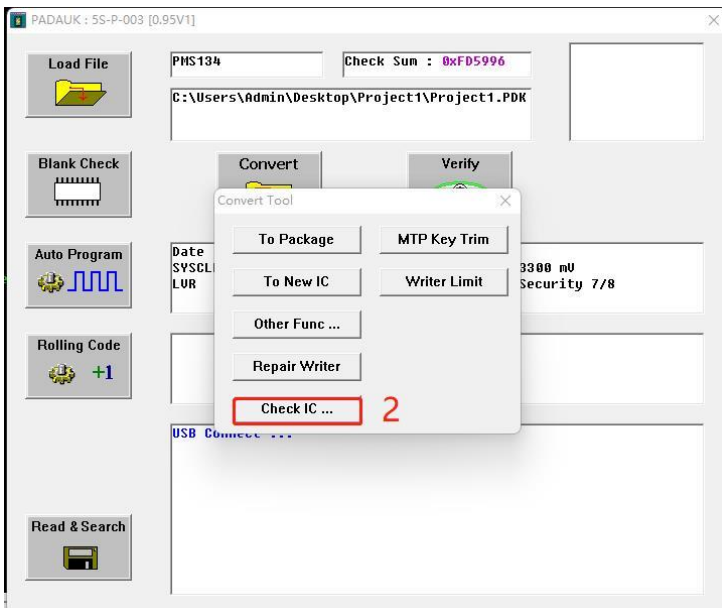 PADAUK : 5S-P-003 [0.95V1]
Load File
PMS134
Check Sum : 0xFD5996
C:\Users\Admin\Desktop\Project1\Project1.PDK
Blank Check
Convert
Verify
Convert Tool
To Package
MTP Key Trim
Auto Program
Date
SYSCL
3300 mV
LVR
Security 7/8
To New IC
Writer Limit
Other Func ...
Rolling Code
+1
Repair Writer
Check IC ...
2
USB Connect ...
Read & Search